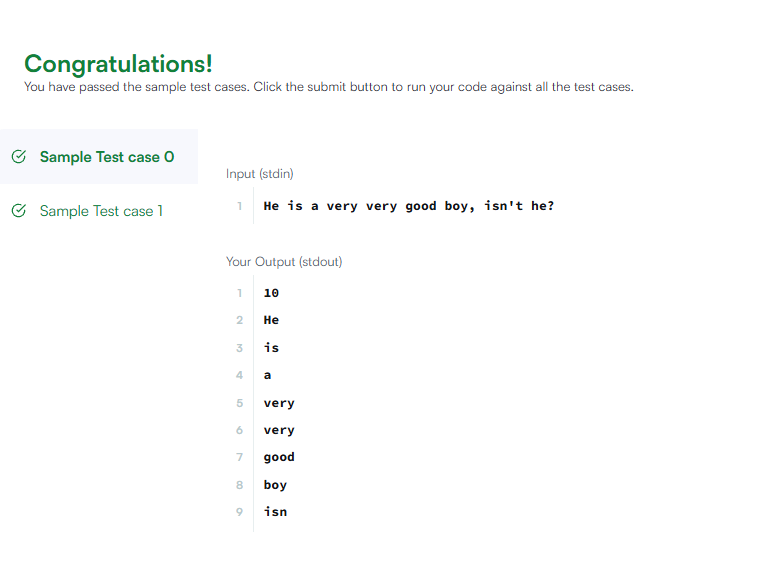 Congratulations!
You have passed the sample test cases. Click the submit button to run your code against all the test cases.
Sample Test case 0
Sample Test case 1
Input (stdin)
1 He is a very very good boy, isn't he?
Your Output (stdout)
1 10
2 He
3 is
4 a
5 very
6 very
7 good
8 boy
9 isn